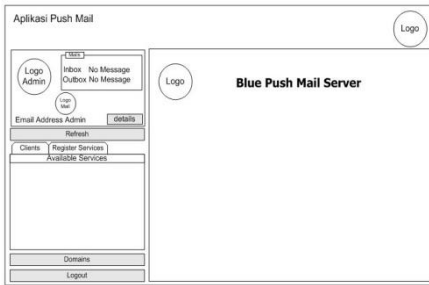 Aplikasi Push Mail
Logo
Mails
Logo
Admin
Inbox No Message
Outbox No Message
Logo
Mail
Email Address Admin details
Refresh
Clients Register Services
Available Services
Domains
Logout
Logo
Blue Push Mail Server